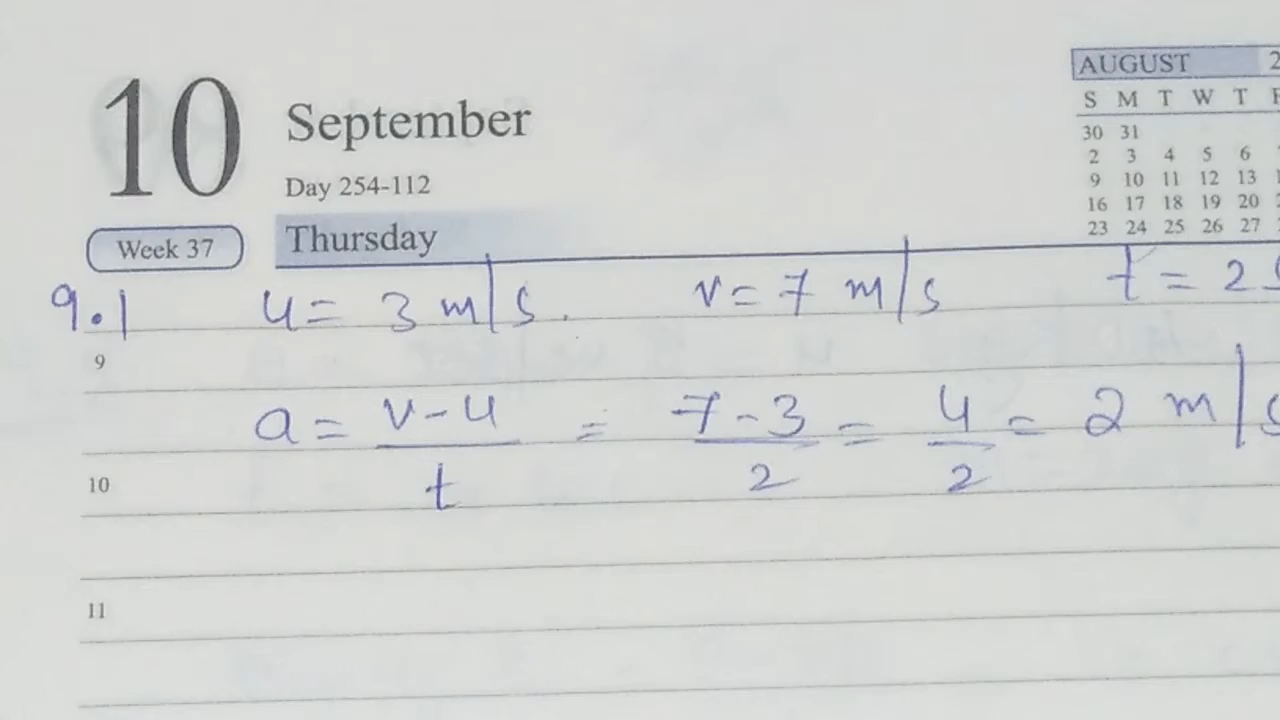 10 September
Day 254-112
Week 37 Thursday
AUGUST 2
S M T W T F
30 31
2 3 4 5 6
9 10 11 12 13
16 17 18 19 20
23 24 25 26 27
9.1 u = 3 m/s. v = 7 m/s t = 2s
9
a = v-u/t = 7-3/2 = 4/2 = 2 m/s
10
11